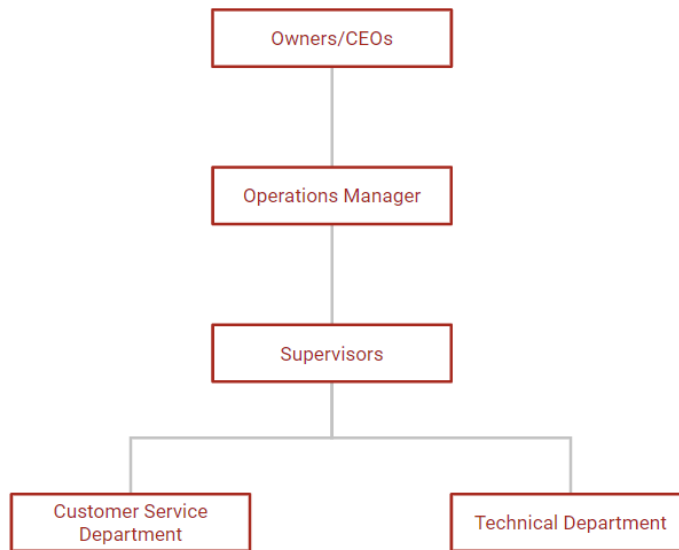 Owners/CEOs
Operations Manager
Supervisors
Customer Service
Department
Technical Department